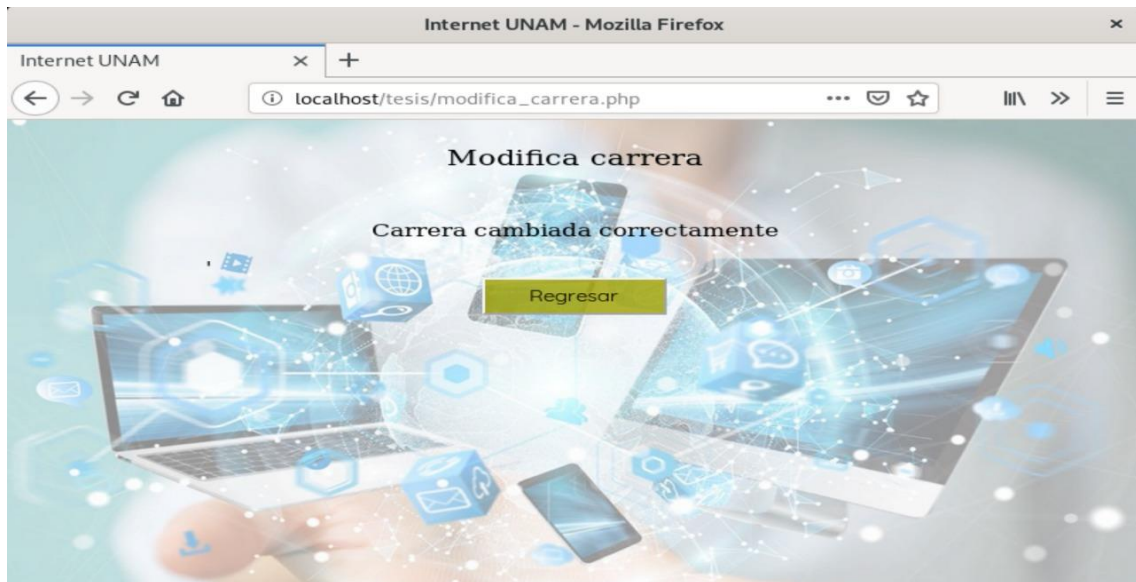 Internet UNAM - Mozilla Firefox
Internet UNAM
localhost/tesis/modifica_carrera.php
Modifica carrera
Carrera cambiada correctamente
'
Regresar